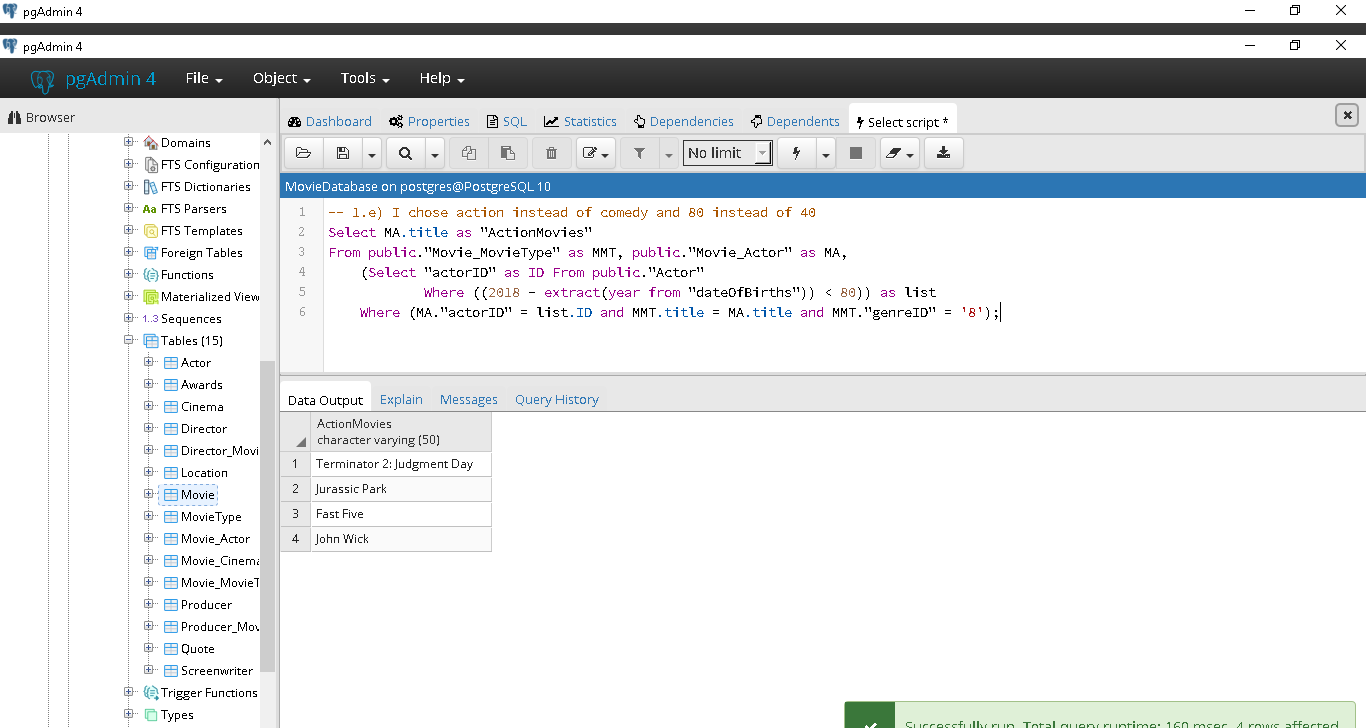 pgAdmin 4
pgAdmin 4
pgAdmin 4 File Object Tools Help
Browser
Dashboard Properties SQL Statistics Dependencies Dependents Select script *
No limit
MovieDatabase on postgres@PostgreSQL 10
Domains
FTS Configuration
FTS Dictionaries
Aa FTS Parsers
FTS Templates
Foreign Tables
Functions
Materialized View
1..3 Sequences
Tables (15)
Actor
Awards
Cinema
Director
Director_Movi
Location
Movie
MovieType
Movie_Actor
Movie_Cinema
Movie_MovieT
Producer
Producer_Mov
Quote
Screenwriter
Trigger Functions
Types
1 -- 1.e) I chose action instead of comedy and 80 instead of 40
2 Select MA.title as "ActionMovies"
3 From public."Movie_MovieType" as MMT, public."Movie_Actor" as MA,
4 (Select "actorID" as ID From public."Actor"
5 Where ((2018 - extract(year from "dateOfBirths")) < 80)) as list
6 Where (MA."actorID" = list.ID and MMT.title = MA.title and MMT."genreID" = '8');
Data Output Explain Messages Query History
ActionMovies
character varying (50)
1 Terminator 2: Judgment Day
2 Jurassic Park
3 Fast Five
4 John Wick
Successfully run. Total query runtime: 160 msec. 4 rows affected.